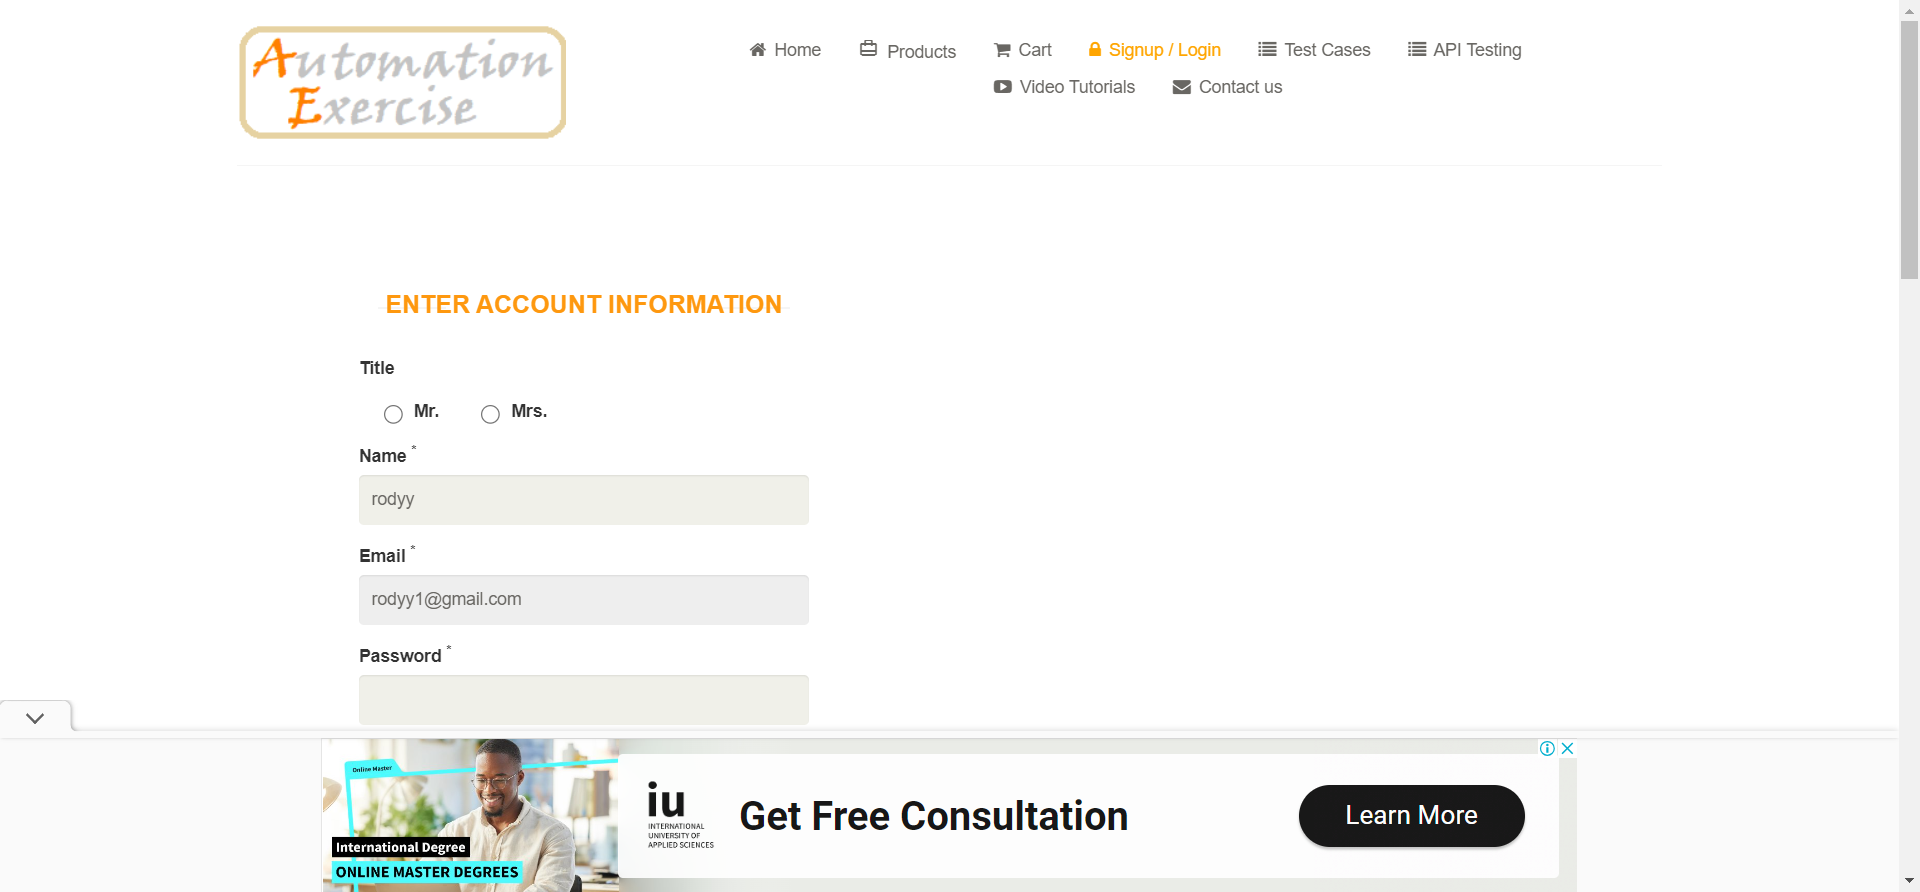 Automation
Exercise
Home
Products
Cart
Signup / Login
Test Cases
API Testing
Video Tutorials
Contact us
ENTER ACCOUNT INFORMATION
Title
Mr.
Mrs.
Name *
rodyy
Email *
rodyy1@gmail.com
Password *
Online Master
International Degree
ONLINE MASTER DEGREES
iu
INTERNATIONAL
UNIVERSITY OF
APPLIED SCIENCES
Get Free Consultation
Learn More